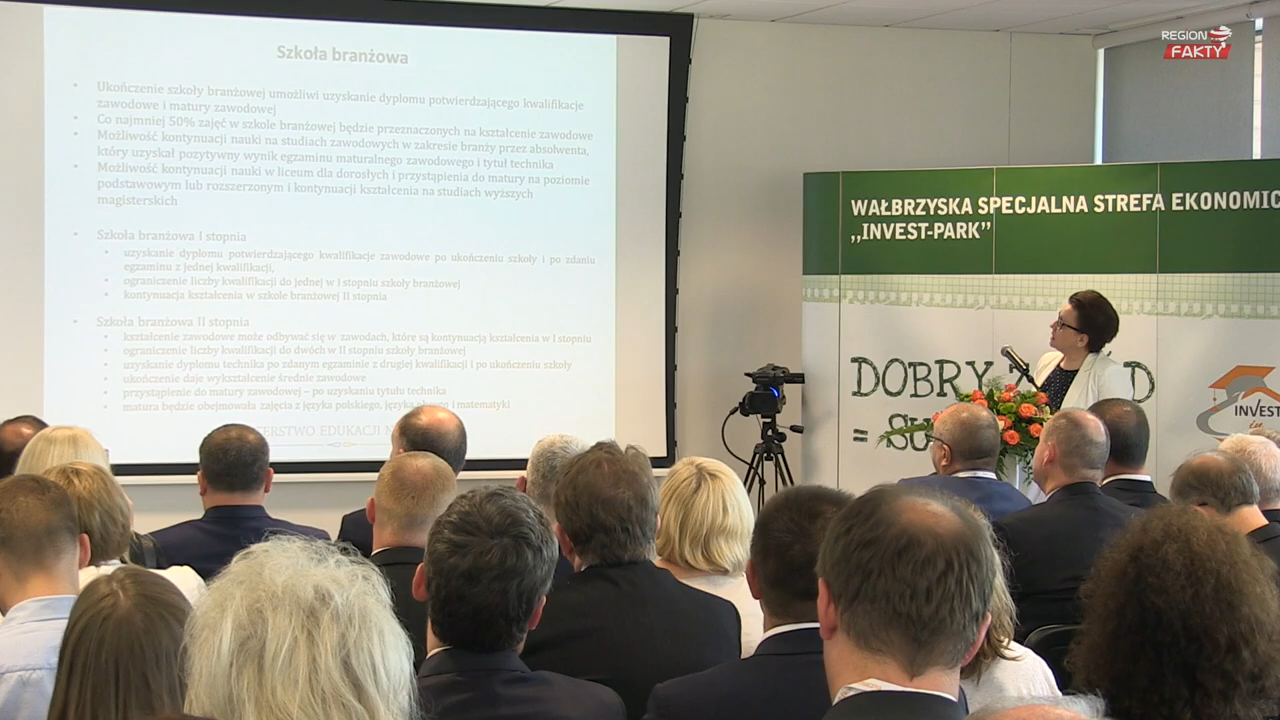 Szkoła branżowa
• Ukończenie szkoły branżowej umożliwi uzyskanie dyplomu potwierdzającego kwalifikacje
zawodowe i matury zawodowej
• Co najmniej 50% zajęć w szkole branżowej będzie przeznaczonych na kształcenie zawodowe
• Możliwość kontynuacji nauki na studiach zawodowych w zakresie branży przez absolwenta,
który uzyskał pozytywny wynik egzaminu maturalnego zawodowego i tytuł technika
• Możliwość kontynuacji nauki w liceum dla dorosłych i przystąpienia do matury na poziomie
podstawowym lub rozszerzonym i kontynuacji kształcenia na studiach wyższych
magisterskich
• Szkoła branżowa I stopnia
• uzyskanie dyplomu potwierdzającego kwalifikacje zawodowe po ukończeniu szkoły i po zdaniu
egzaminu z jednej kwalifikacji,
• ograniczenie liczby kwalifikacji do jednej w I stopniu szkoły branżowej
• kontynuacja kształcenia w szkole branżowej II stopnia
• Szkoła branżowa II stopnia
• kształcenie zawodowe może odbywać się w zawodach, które są kontynuacją kształcenia w I stopniu
• ograniczenie liczby kwalifikacji do dwóch w II stopniu szkoły branżowej
• uzyskanie dyplomu technika po zdanym egzaminie z drugiej kwalifikacji i po ukończeniu szkoły
• ukończenie daje wykształcenie średnie zawodowe
• przystąpienie do matury zawodowej – po uzyskaniu tytułu technika
• matura będzie obejmowała zajęcia z języka polskiego, języka obcego i matematyki
TERSTWO EDUKACJI N
REGION
FAKTY
WAŁBRZYSKA SPECJALNA STREFA EKONOMIC
„INVEST-PARK”
DOBRY D
= SU
INVEST